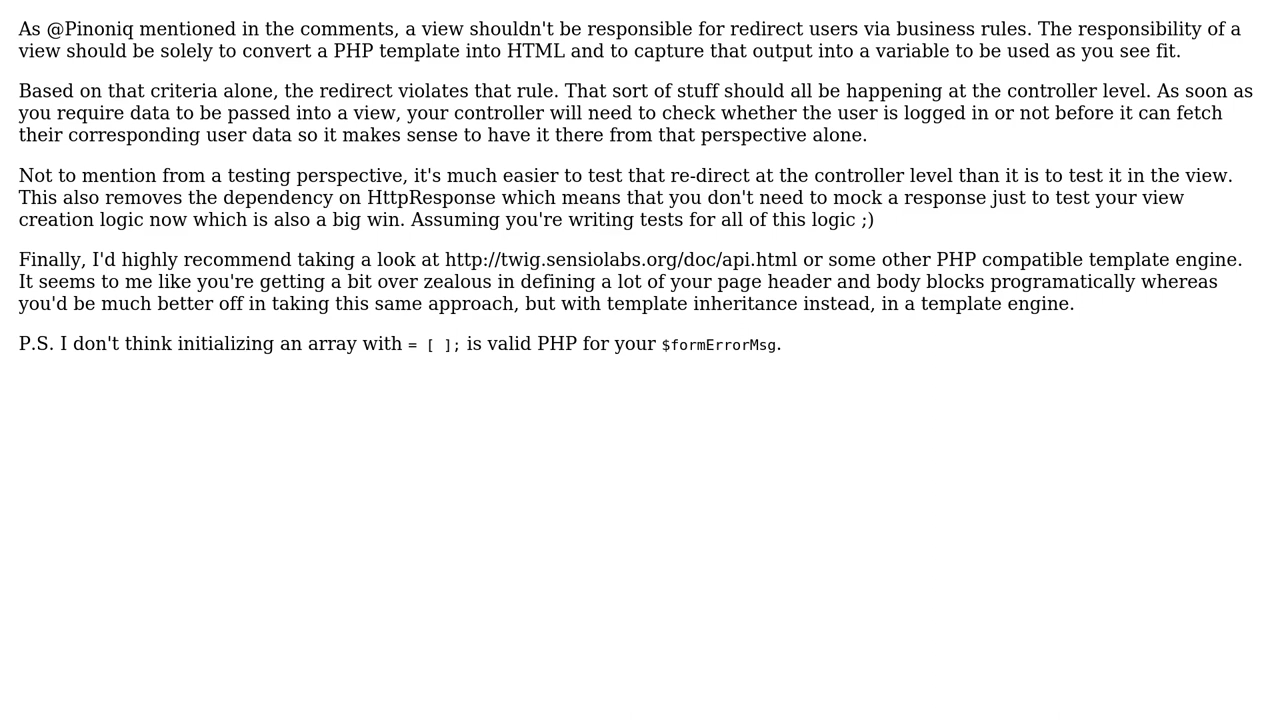 As @Pinoniq mentioned in the comments, a view shouldn't be responsible for redirect users via business rules. The responsibility of a
view should be solely to convert a PHP template into HTML and to capture that output into a variable to be used as you see fit.
Based on that criteria alone, the redirect violates that rule. That sort of stuff should all be happening at the controller level. As soon as
you require data to be passed into a view, your controller will need to check whether the user is logged in or not before it can fetch
their corresponding user data so it makes sense to have it there from that perspective alone.
Not to mention from a testing perspective, it's much easier to test that re-direct at the controller level than it is to test it in the view.
This also removes the dependency on HttpResponse which means that you don't need to mock a response just to test your view
creation logic now which is also a big win. Assuming you're writing tests for all of this logic ;)
Finally, I'd highly recommend taking a look at http://twig.sensiolabs.org/doc/api.html or some other PHP compatible template engine.
It seems to me like you're getting a bit over zealous in defining a lot of your page header and body blocks programatically whereas
you'd be much better off in taking this same approach, but with template inheritance instead, in a template engine.
P.S. I don't think initializing an array with = [ ]; is valid PHP for your $formErrorMsg.